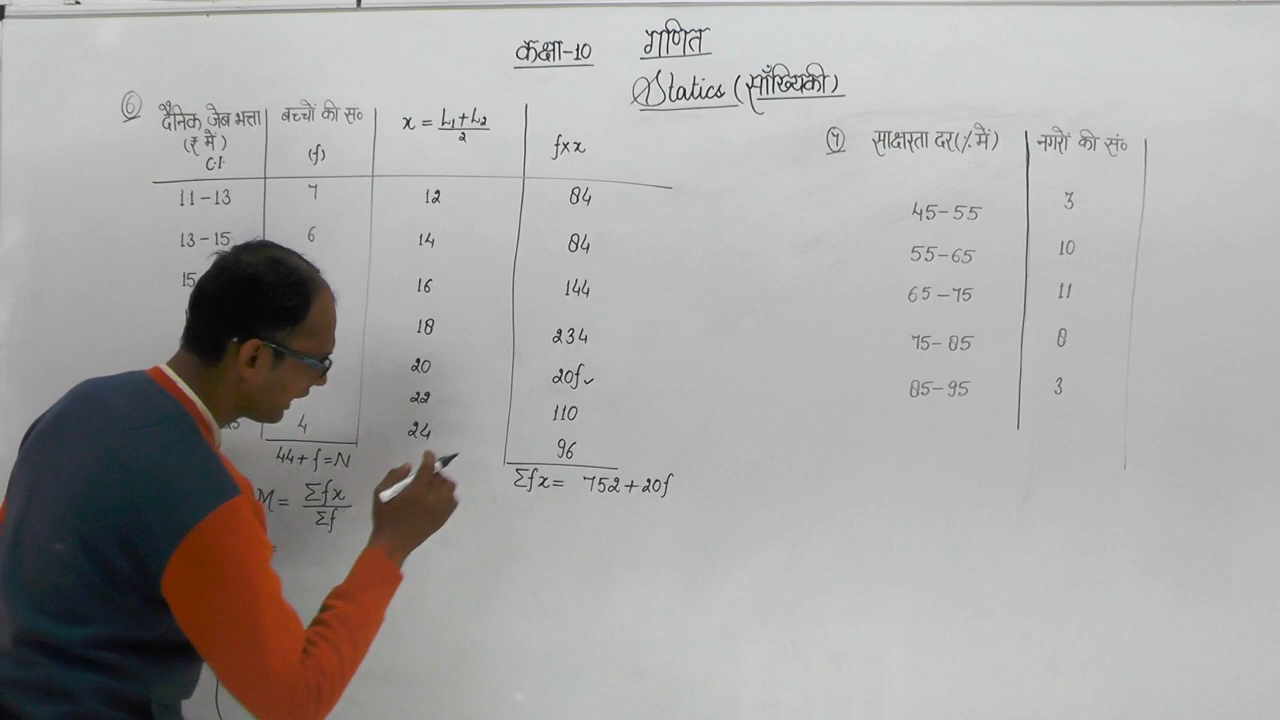 कक्षा-10 गणित
Statics (साँख्यिकी)
⑥ दैनिक जेब भत्ता (₹ में) C.I. | बच्चों की सं० (f) | x = L₁+L₂/2 | f×x
11-13 7 12 84
13-15 6 14 84
15 16 144
18 234
20 20f✓
22 110
4 24 96
44+f=N Σfx= 752+20f
M = Σfx/Σf
=
⑦ साक्षरता दर(% में) नगरों की सं०
45-55 3
55-65 10
65-75 11
75-85 8
85-95 3